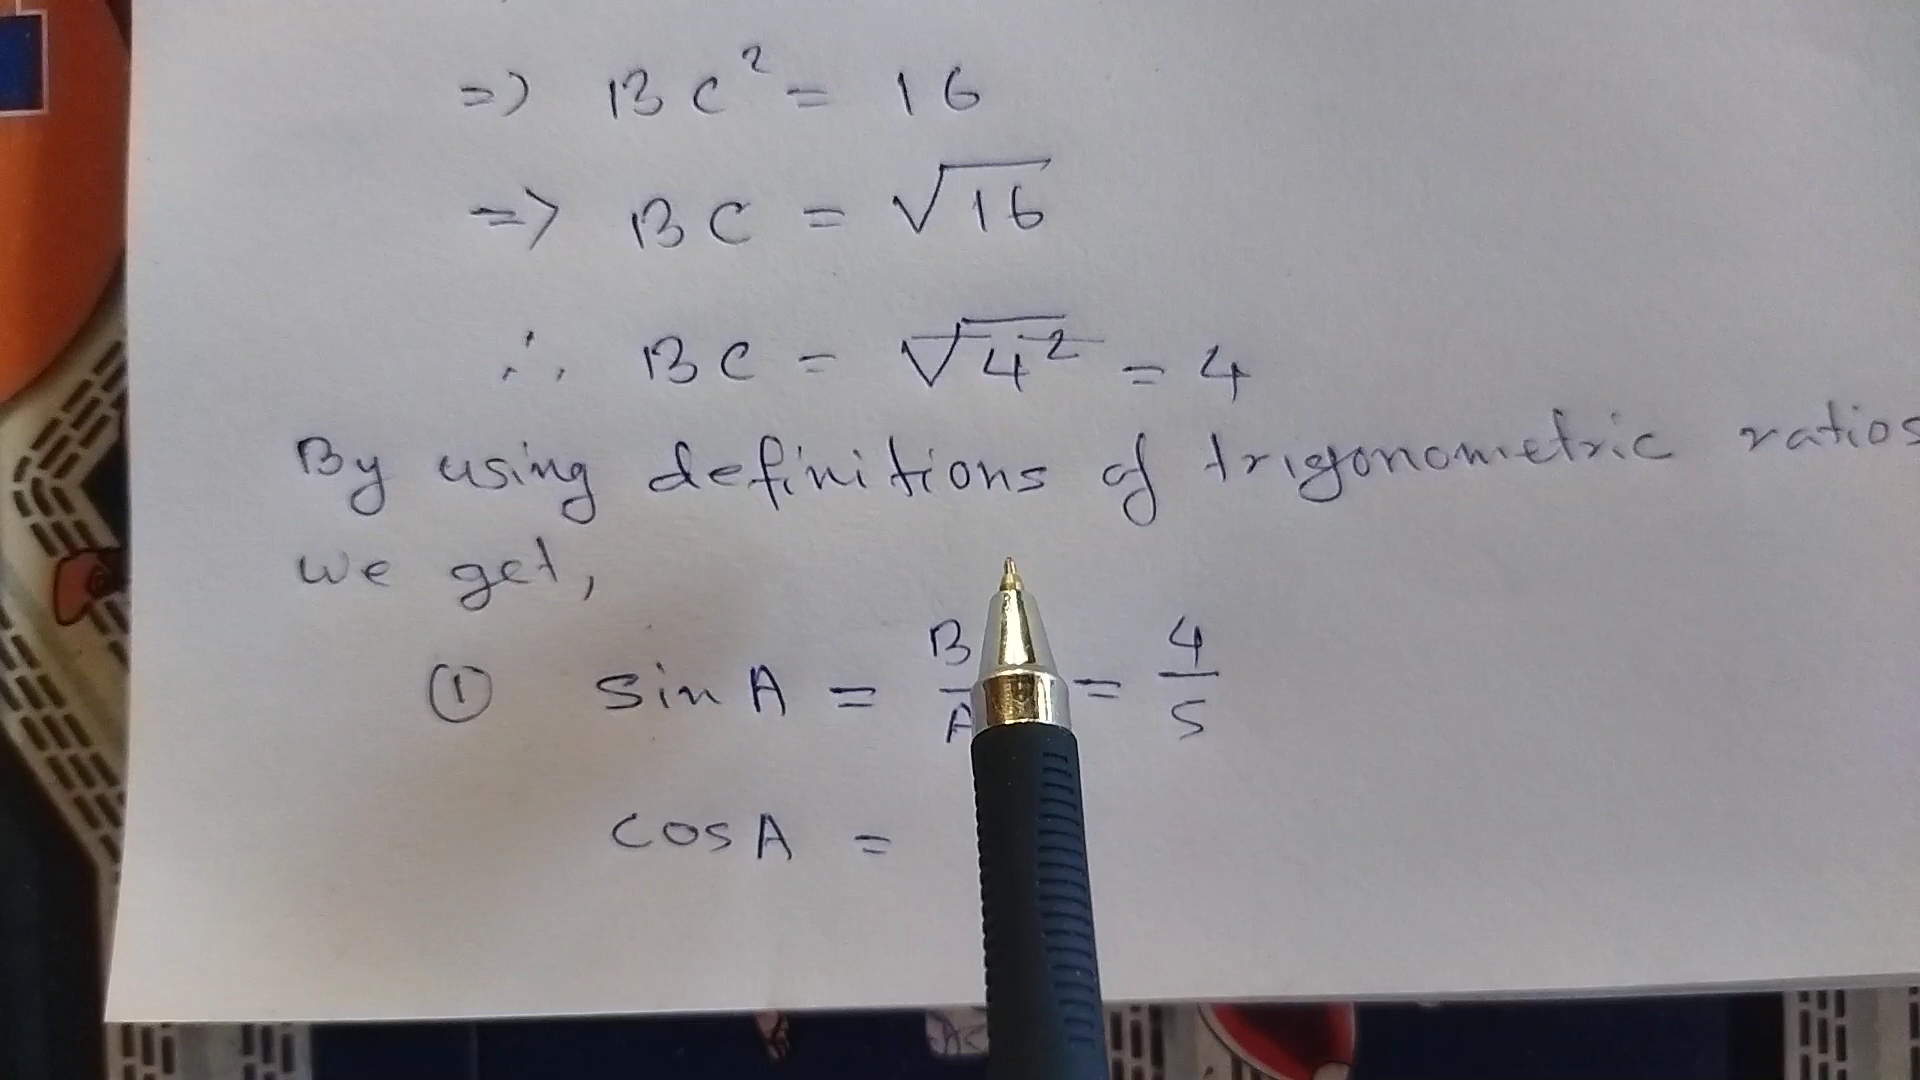 => BC² = 16
=> BC = √16
∴ BC = √4² = 4
By using definitions of trigonometric ratios
we get,
① sin A = B/A = 4/5
cos A =